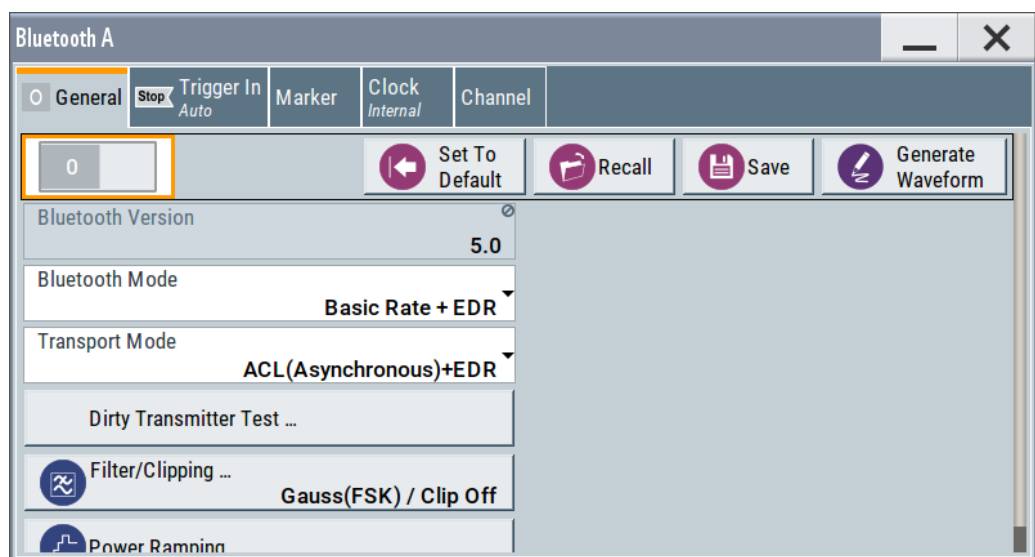 Bluetooth A
O General
Stop Trigger In
Auto
Marker
Clock
Internal
Channel
0
Set To
Default
Recall
Save
Generate
Waveform
Bluetooth Version
5.0
Bluetooth Mode
Basic Rate + EDR
Transport Mode
ACL(Asynchronous)+EDR
Dirty Transmitter Test ...
Filter/Clipping ...
Gauss(FSK) / Clip Off
Power Ramping